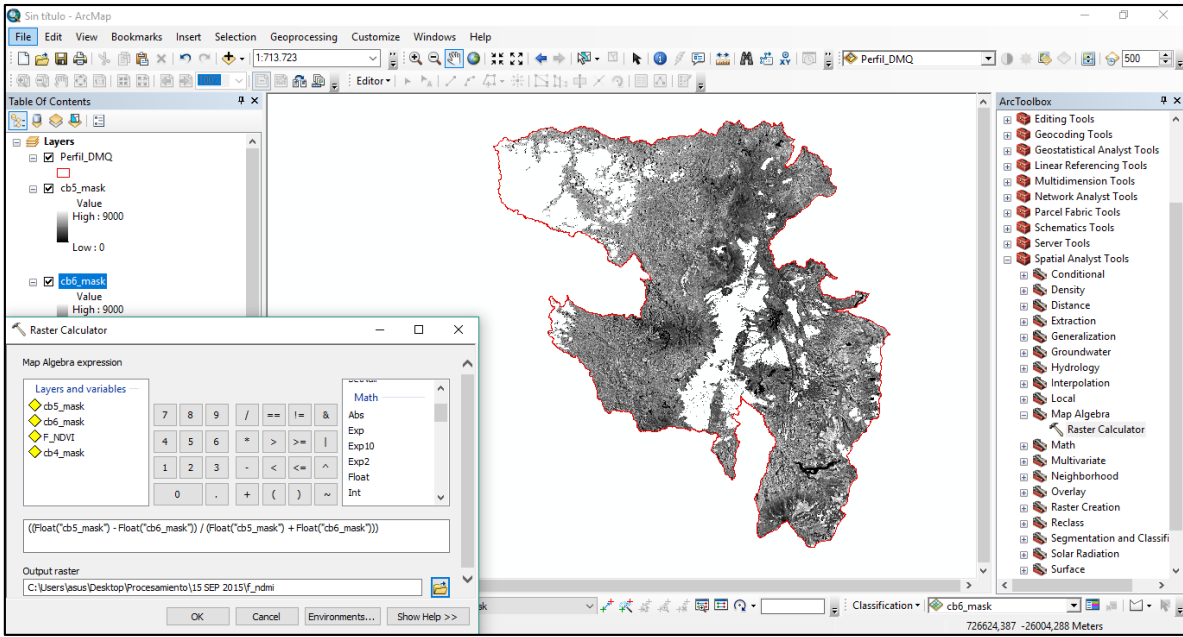 Sin título - ArcMap
File Edit View Bookmarks Insert Selection Geoprocessing Customize Windows Help
1:713.723
Perfil_DMQ
500
100%
Editor
Table Of Contents
Layers
Perfil_DMQ
cb5_mask
Value
High : 9000
Low : 0
cb6_mask
Value
High : 9000
Raster Calculator
Map Algebra expression
Layers and variables
cb5_mask
cb6_mask
F_NDVI
cb4_mask
7 8 9 / == != &
4 5 6 * > >= |
1 2 3 - < <= ^
0 . + ( ) ~
Math
Abs
Exp
Exp10
Exp2
Float
Int
((Float("cb5_mask") - Float("cb6_mask")) / (Float("cb5_mask") + Float("cb6_mask")))
Output raster
C:\Users\asus\Desktop\Procesamiento\15 SEP 2015\f_ndmi
OK Cancel Environments... Show Help >>
ArcToolbox
Editing Tools
Geocoding Tools
Geostatistical Analyst Tools
Linear Referencing Tools
Multidimension Tools
Network Analyst Tools
Parcel Fabric Tools
Schematics Tools
Server Tools
Spatial Analyst Tools
Conditional
Density
Distance
Extraction
Generalization
Groundwater
Hydrology
Interpolation
Local
Map Algebra
Raster Calculator
Math
Multivariate
Neighborhood
Overlay
Raster Creation
Reclass
Segmentation and Classifi
Solar Radiation
Surface
Classification
cb6_mask
726624,387 -26004,288 Meters